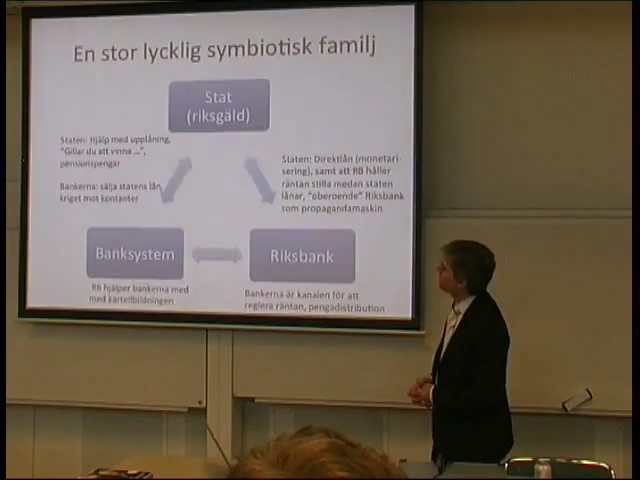 En stor lycklig symbiotisk familj
Stat
(riksgäld)
Staten: Hjälp med upplåning,
"Gillar du att vinna ...",
pensionspengar
Bankerna: sälja statens lån,
kriget mot kontanter
Staten: Direktlån (monetari-
sering), samt att RB håller
räntan stilla medan staten
lånar, "oberoende" Riksbank
som propagandamaskin
Banksystem
Riksbank
RB hjälper bankerna med
med kartellbildningen
Bankerna är kanalen för att
reglera räntan, pengadistribution